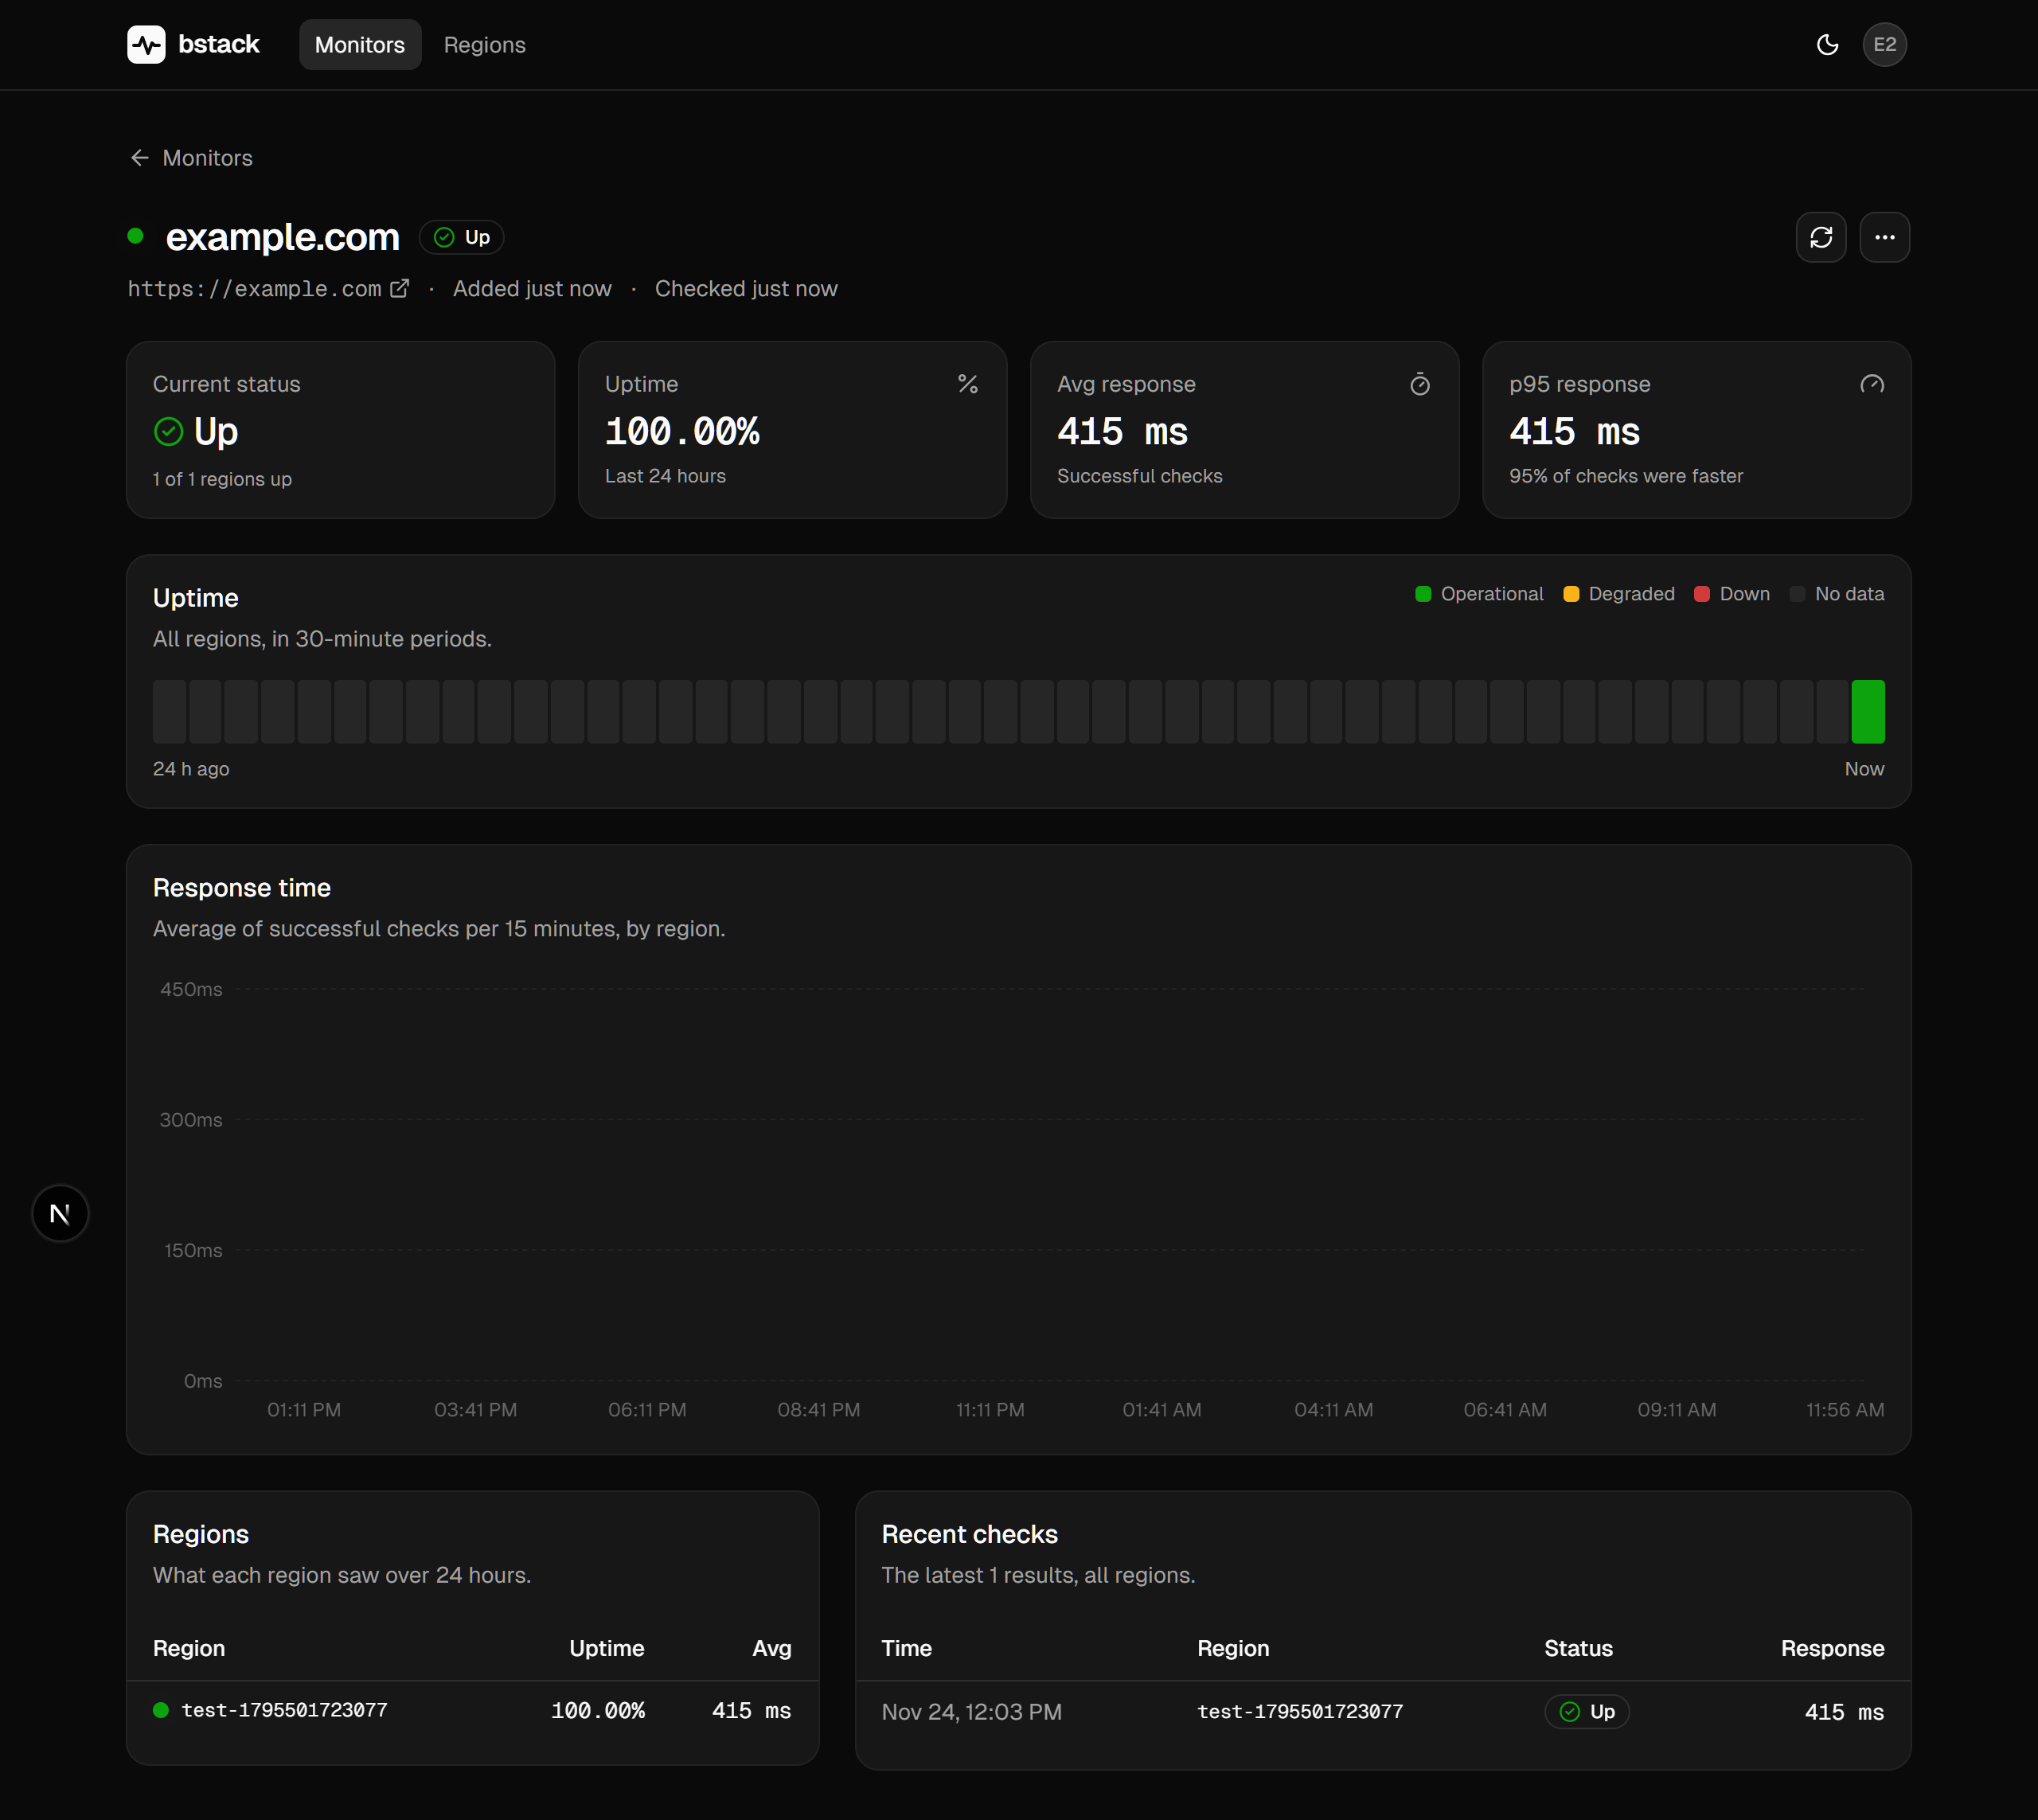 bstack Monitors Regions E2
Monitors
example.com Up
https://example.com · Added just now · Checked just now
Current status
Up
1 of 1 regions up
Uptime
100.00%
Last 24 hours
Avg response
415 ms
Successful checks
p95 response
415 ms
95% of checks were faster
Uptime
Operational Degraded Down No data
All regions, in 30-minute periods.
24 h ago Now
Response time
Average of successful checks per 15 minutes, by region.
450ms
300ms
150ms
0ms
01:11 PM 03:41 PM 06:11 PM 08:41 PM 11:11 PM 01:41 AM 04:11 AM 06:41 AM 09:11 AM 11:56 AM
N
Regions
What each region saw over 24 hours.
Region Uptime Avg
test-1795501723077 100.00% 415 ms
Recent checks
The latest 1 results, all regions.
Time Region Status Response
Nov 24, 12:03 PM test-1795501723077 Up 415 ms